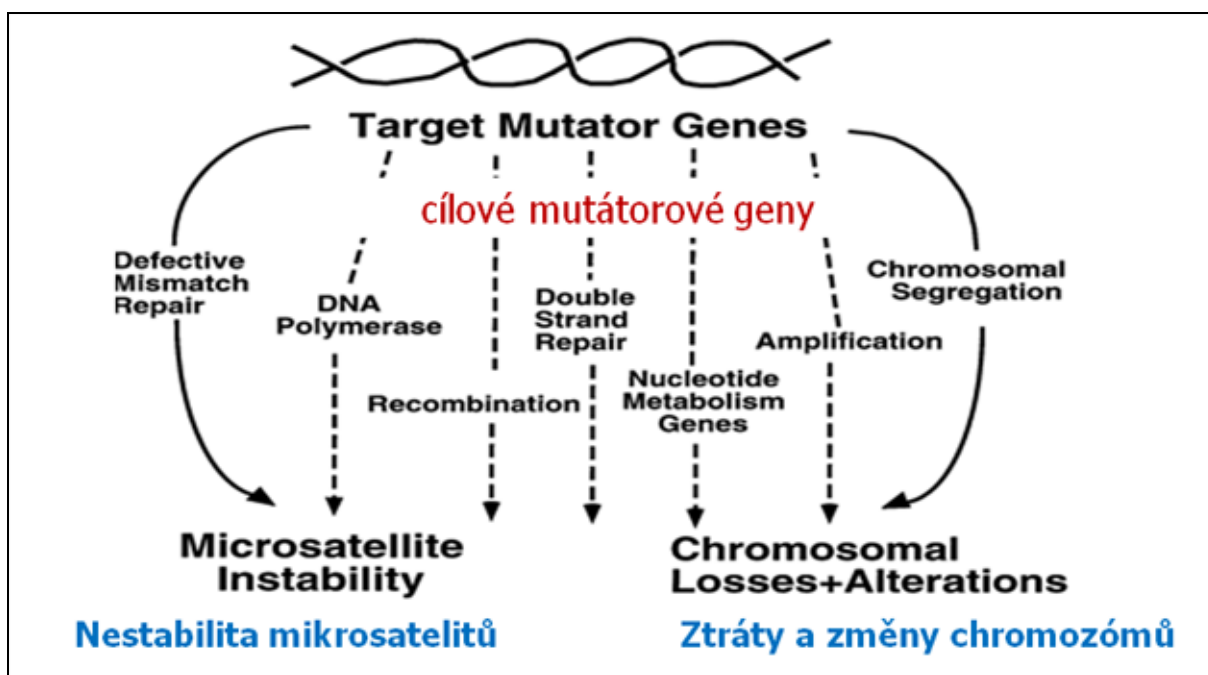 Target Mutator Genes
cílové mutátorové geny
Defective
Mismatch
Repair
DNA
Polymerase
Recombination
Double
Strand
Repair
Nucleotide
Metabolism
Genes
Amplification
Chromosomal
Segregation
Microsatellite
Instability
Chromosomal
Losses+Alterations
Nestabilita mikrosatelitů
Ztráty a změny chromozómů